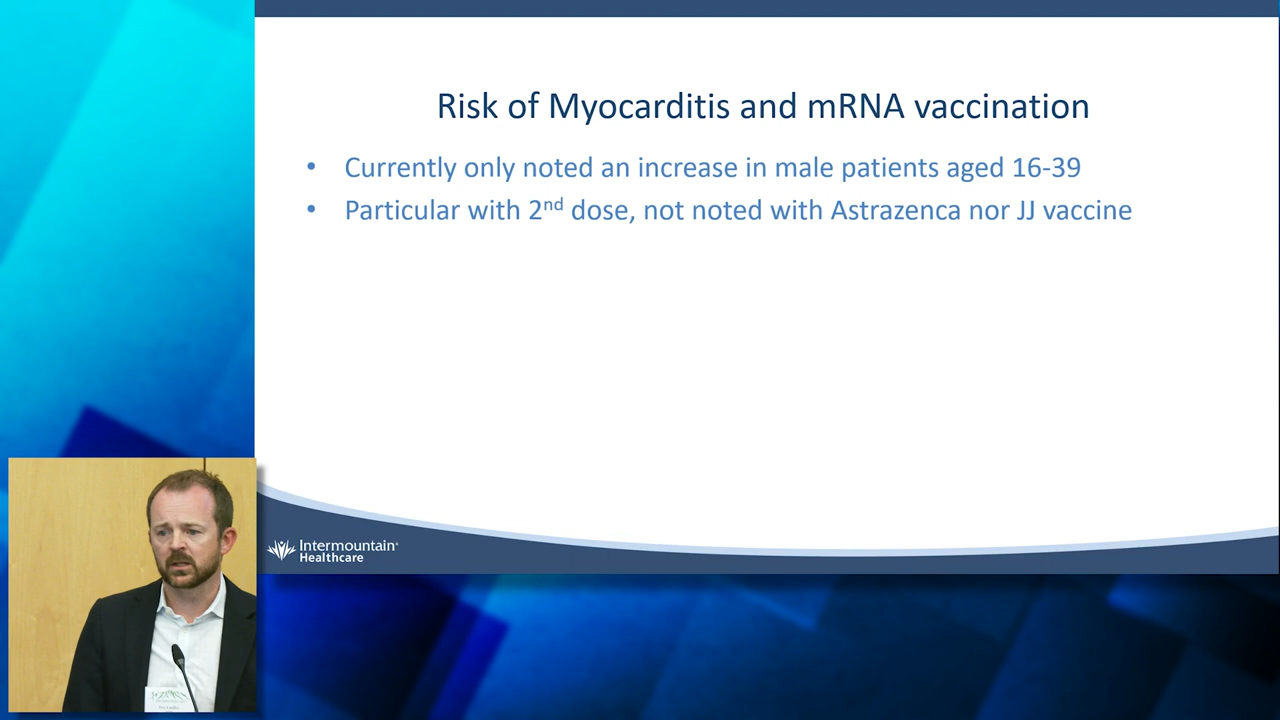 Risk of Myocarditis and mRNA vaccination
• Currently only noted an increase in male patients aged 16-39
• Particular with 2nd dose, not noted with Astrazenca nor JJ vaccine
Intermountain
Healthcare